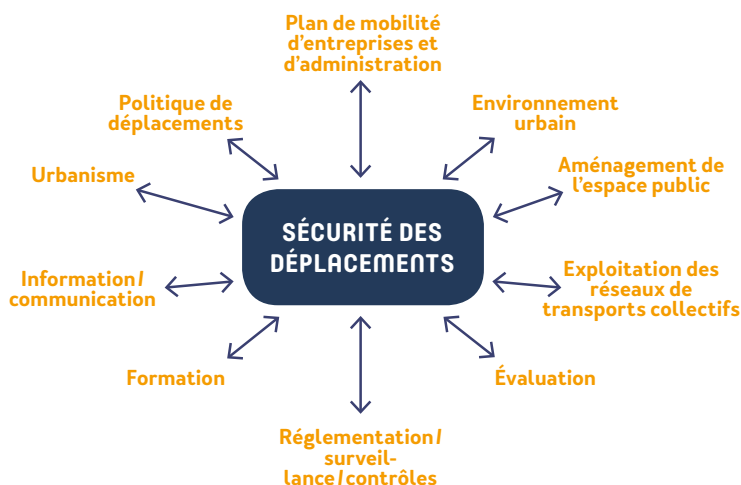 Plan de mobilité
d'entreprises et
d'administration
Politique de
déplacements
Environnement
urbain
Urbanisme
Aménagement de
l'espace public
SÉCURITÉ DES
DÉPLACEMENTS
Information/
communication
Exploitation des
réseaux de
transports collectifs
Formation
Évaluation
Réglementation/
surveil-
lance/contrôles